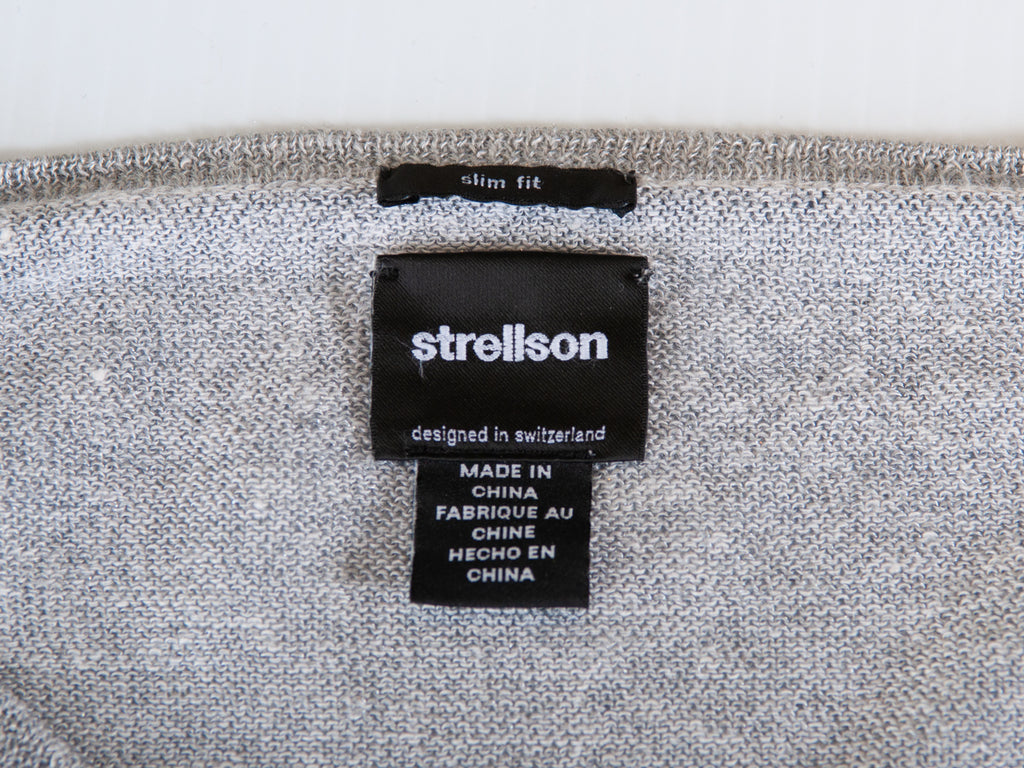 slim fit
strellson
designed in switzerland
MADE IN
CHINA
FABRIQUE AU
CHINE
HECHO EN
CHINA